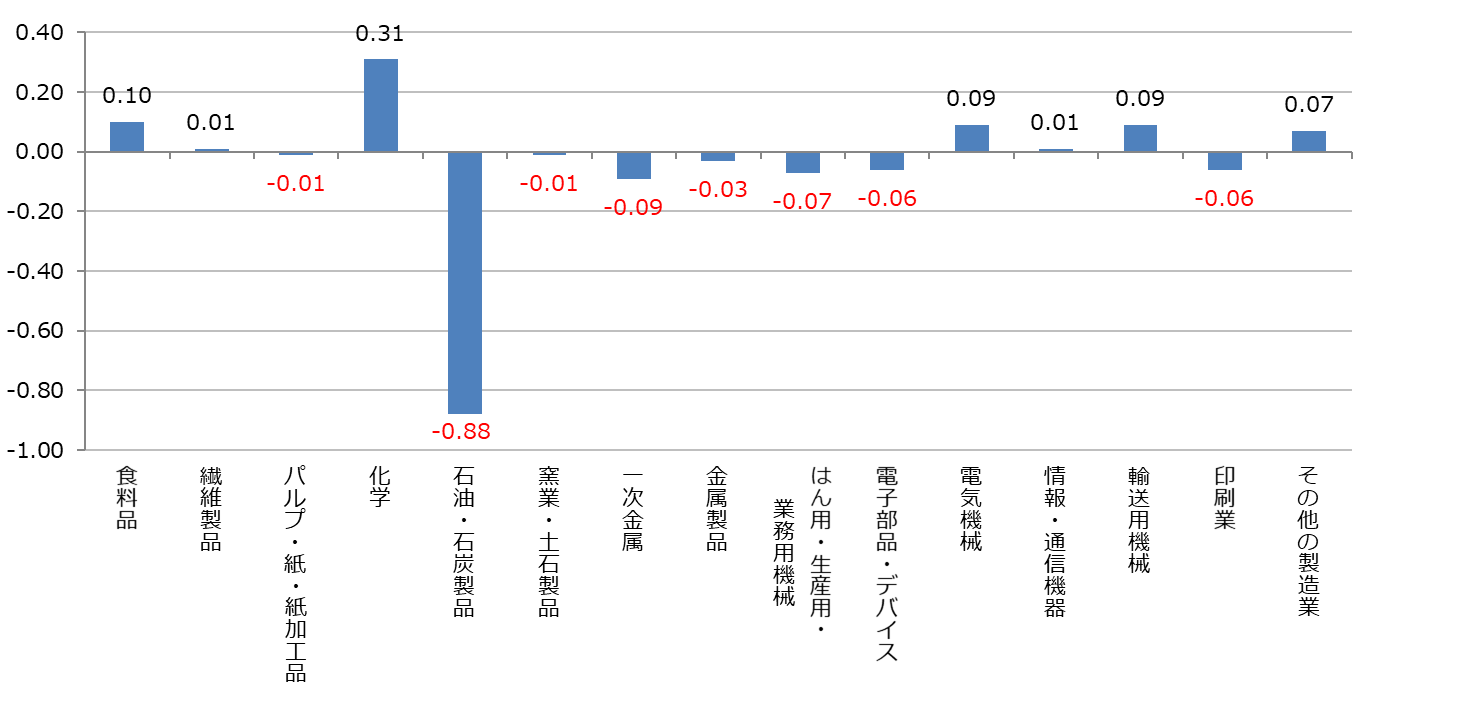 0.40
0.20
0.00
-0.20
-0.40
-0.60
-0.80
-1.00
0.10
0.01
-0.01
0.31
-0.88
-0.01
-0.09
-0.03
-0.07
-0.06
0.09
0.01
0.09
-0.06
0.07
食料品
繊維製品
パルプ・紙・紙加工品
化学
石油・石炭製品
窯業・土石製品
一次金属
金属製品
はん用・生産用・
業務用機械
電子部品・デバイス
電気機械
情報・通信機器
輸送用機械
印刷業
その他の製造業